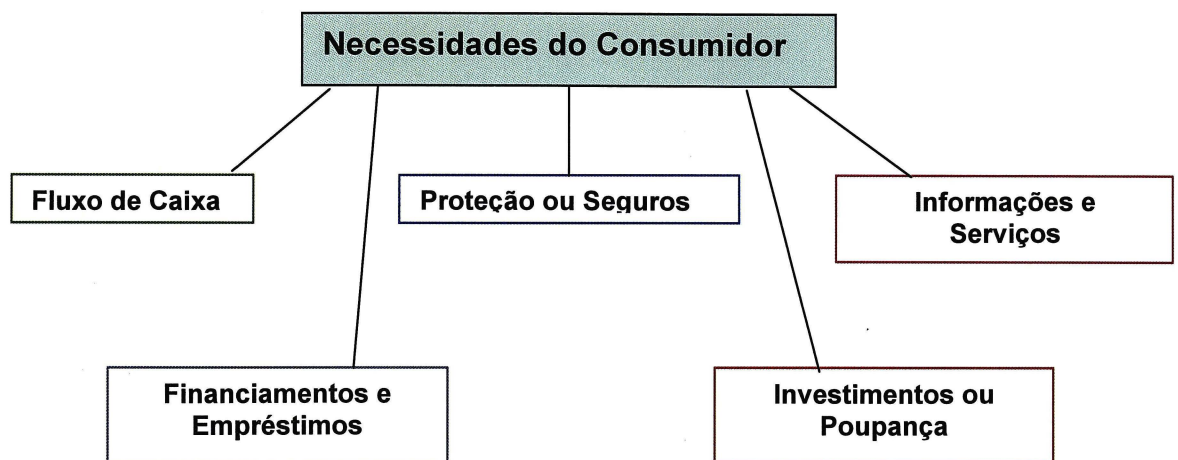 Necessidades do Consumidor
Fluxo de Caixa
Proteção ou Seguros
Informações e
Serviços
Financiamentos e
Empréstimos
Investimentos ou
Poupança